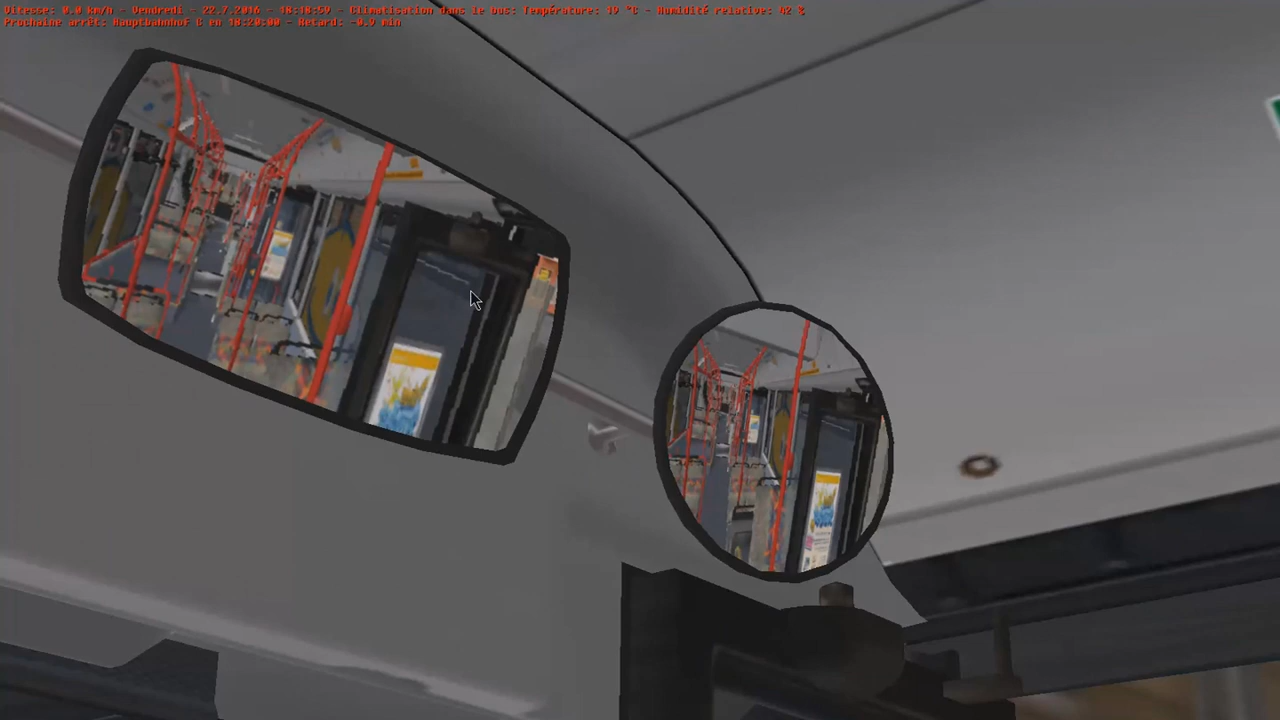 Vitesse: 0.0 km/h - Vendredi - 22.7.2016 - 18:18:59 - Climatisation dans le bus: Température: 19 °C - Humidité relative: 42 %
Prochaine arrêt: Hauptbahnhof C en 18:20:00 - Retard: -0.9 min